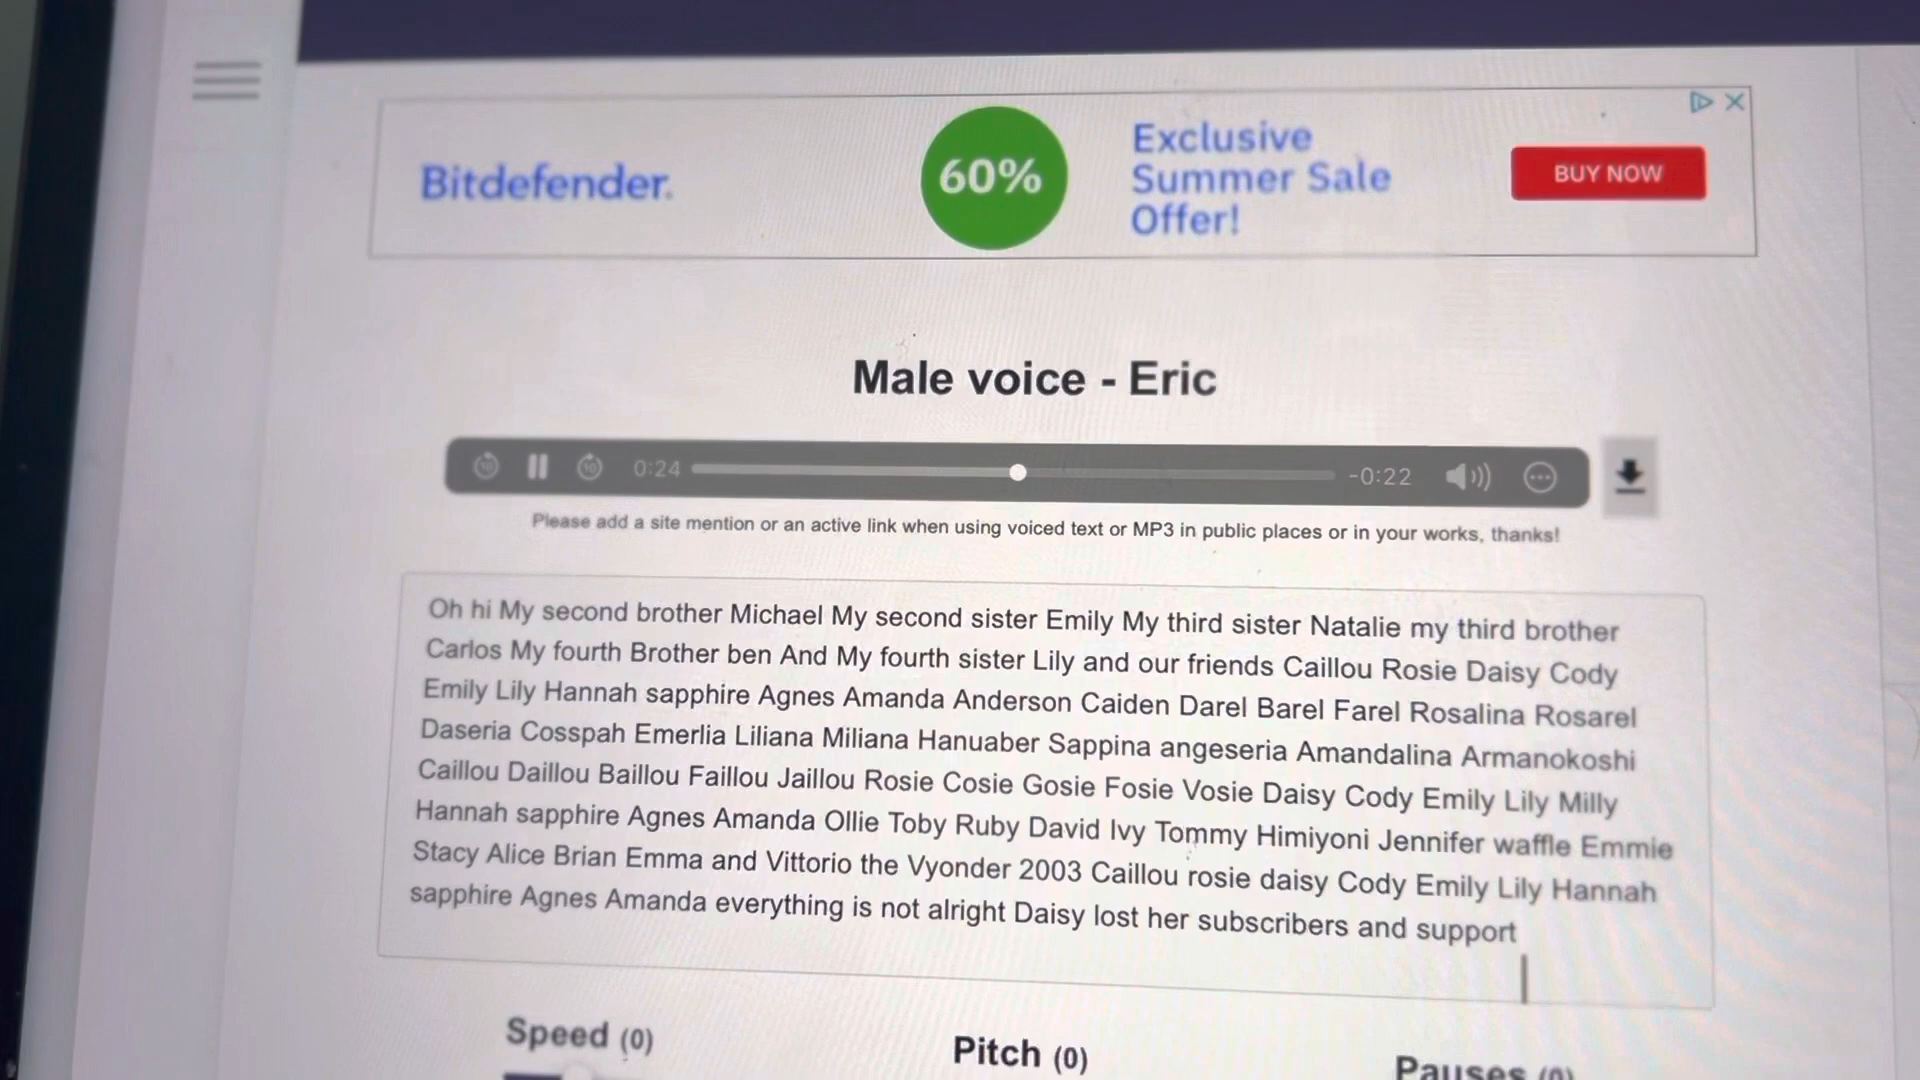 Bitdefender.
60%
Exclusive
Summer Sale
Offer!
BUY NOW
Male voice - Eric
10
10
0:24
-0:22
Please add a site mention or an active link when using voiced text or MP3 in public places or in your works, thanks!
Oh hi My second brother Michael My second sister Emily My third sister Natalie my third brother
Carlos My fourth Brother ben And My fourth sister Lily and our friends Caillou Rosie Daisy Cody
Emily Lily Hannah sapphire Agnes Amanda Anderson Caiden Darel Barel Farel Rosalina Rosarel
Daseria Cosspah Emerlia Liliana Miliana Hanuaber Sappina angeseria Amandalina Armanokoshi
Caillou Daillou Baillou Faillou Jaillou Rosie Cosie Gosie Fosie Vosie Daisy Cody Emily Lily Milly
Hannah sapphire Agnes Amanda Ollie Toby Ruby David Ivy Tommy Himiyoni Jennifer waffle Emmie
Stacy Alice Brian Emma and Vittorio the Vyonder 2003 Caillou rosie daisy Cody Emily Lily Hannah
sapphire Agnes Amanda everything is not alright Daisy lost her subscribers and support
Speed (0)
Pitch (0)
Pauses (0)